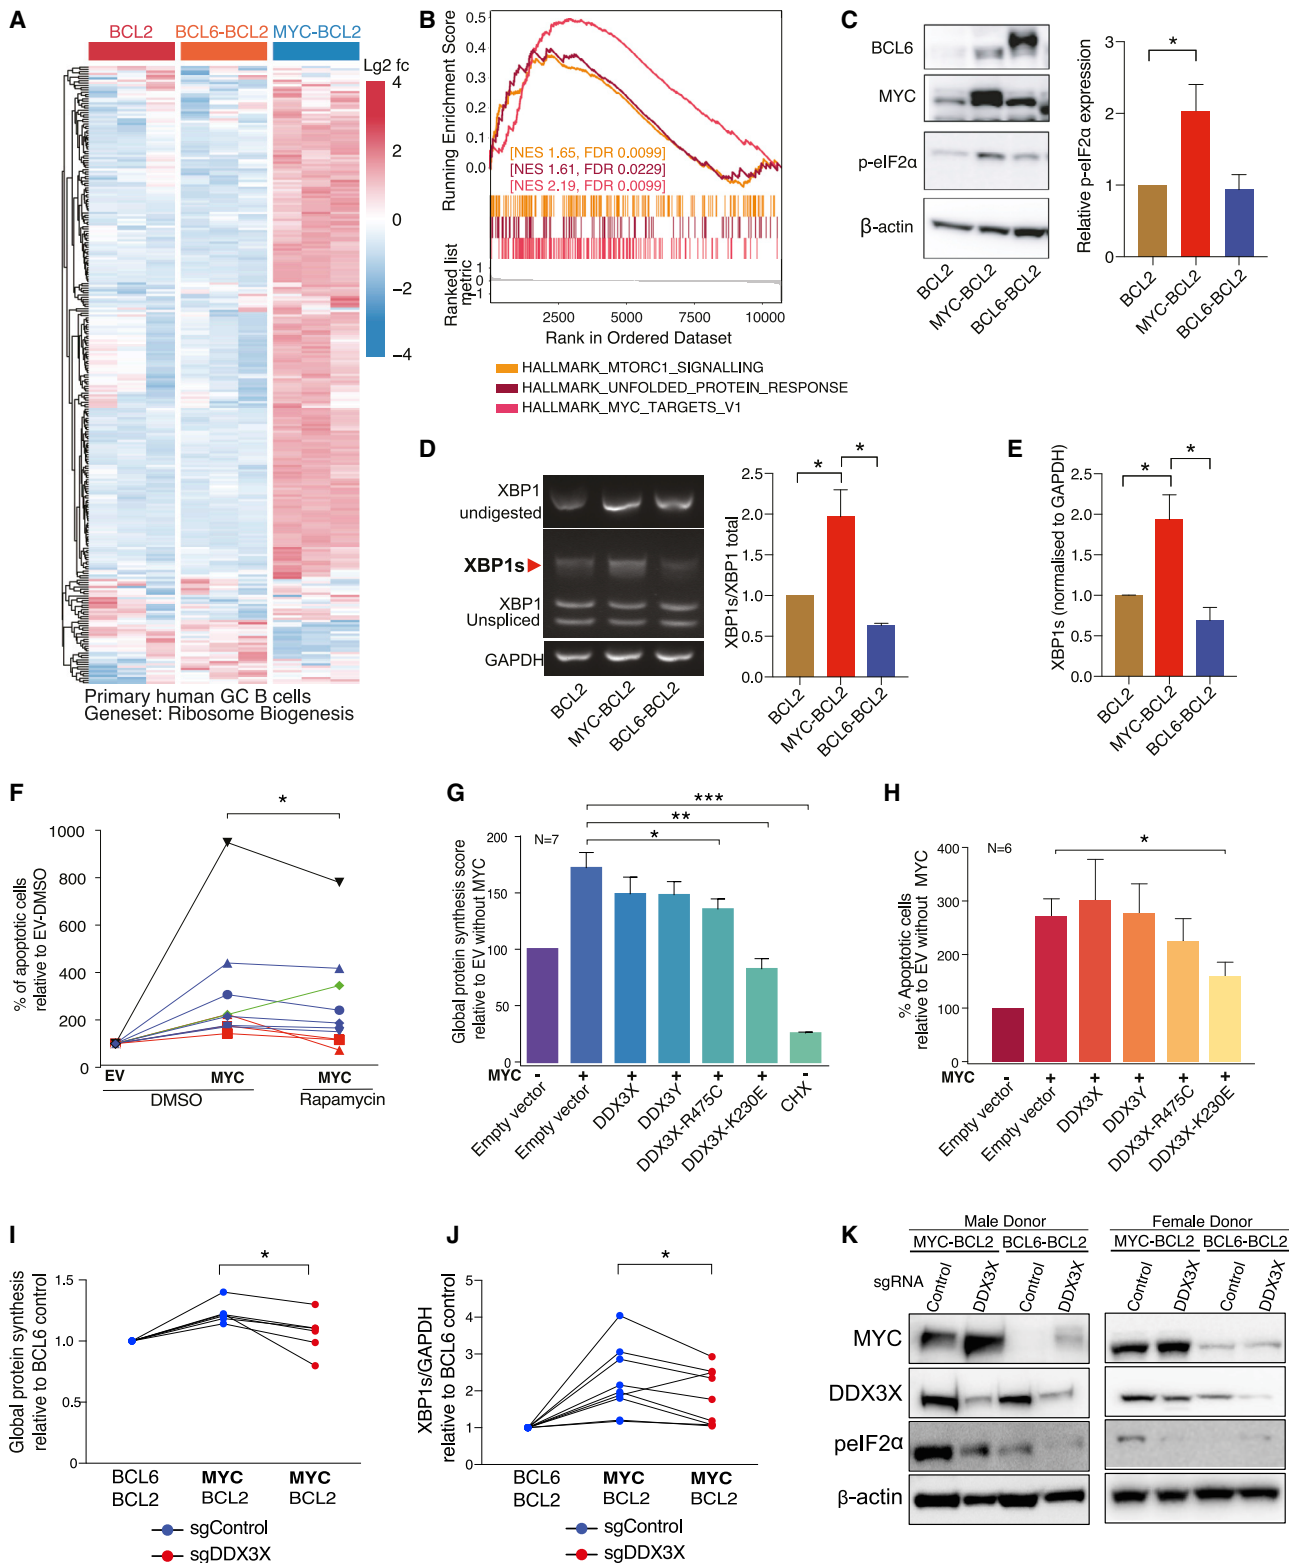 A
BCL2
BCL6-BCL2
MYC-BCL2
Lg2 fc
4
2
0
−2
−4
Primary human GC B cells
Geneset: Ribosome Biogenesis
B
Running Enrichment Score
0.5
0.4
0.3
0.2
0.1
0.0
[NES 1.65, FDR 0.0099]
[NES 1.61, FDR 0.0229]
[NES 2.19, FDR 0.0099]
Ranked list
metric
1
0
−1
2500
5000
7500
10000
Rank in Ordered Dataset
HALLMARK_MTORC1_SIGNALLING
HALLMARK_UNFOLDED_PROTEIN_RESPONSE
HALLMARK_MYC_TARGETS_V1
C
BCL6
MYC
p-eIF2α
β-actin
BCL2
MYC-BCL2
BCL6-BCL2
Relative p-eIF2α expression
3
2
1
0
*
BCL2
MYC-BCL2
BCL6-BCL2
D
XBP1
undigested
XBP1s
XBP1
Unspliced
GAPDH
BCL2
MYC-BCL2
BCL6-BCL2
XBP1s/XBP1 total
2.5
2.0
1.5
1.0
0.5
0.0
*
*
BCL2
MYC-BCL2
BCL6-BCL2
E
XBP1s (normalised to GAPDH)
2.5
2.0
1.5
1.0
0.5
0.0
*
*
BCL2
MYC-BCL2
BCL6-BCL2
F
% of apoptotic cells
relative to EV-DMSO
1000
800
600
400
200
0
*
EV
MYC
MYC
DMSO
Rapamycin
G
Global protein synthesis score
relative to EV without MYC
200
150
100
50
0
N=7
***
**
*
MYC - + + + + + -
Empty vector
Empty vector
DDX3X
DDX3Y
DDX3X-R475C
DDX3X-K230E
CHX
H
% Apoptotic cells
relative to EV without MYC
400
300
200
100
0
N=6
*
MYC - + + + + +
Empty vector
Empty vector
DDX3X
DDX3Y
DDX3X-R475C
DDX3X-K230E
I
Global protein synthesis
relative to BCL6 control
1.5
1.0
0.5
0
*
BCL6
BCL2
MYC
BCL2
MYC
BCL2
sgControl
sgDDX3X
J
XBP1s/GAPDH
relative to BCL6 control
5
4
3
2
1
0
*
BCL6
BCL2
MYC
BCL2
MYC
BCL2
sgControl
sgDDX3X
K
Male Donor
Female Donor
MYC-BCL2 BCL6-BCL2
MYC-BCL2 BCL6-BCL2
sgRNA
Control
DDX3X
Control
DDX3X
Control
DDX3X
Control
DDX3X
MYC
DDX3X
peIF2α
β-actin